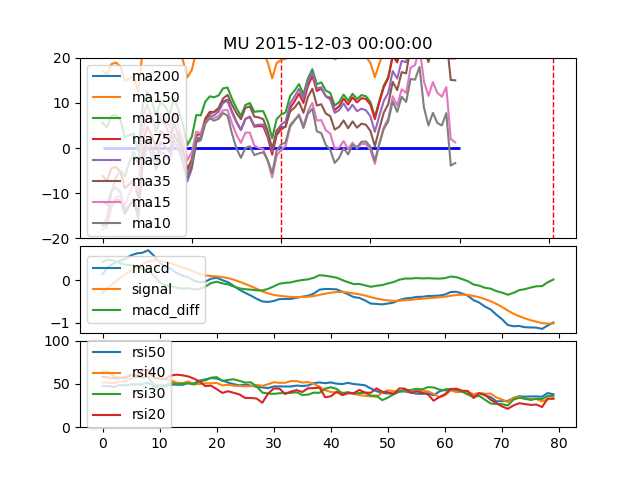 MU 2015-12-03 00:00:00
20
10
0
−10
−20
ma200
ma150
ma100
ma75
ma50
ma35
ma15
ma10
0
−1
macd
signal
macd_diff
100
50
0
rsi50
rsi40
rsi30
rsi20
0 10 20 30 40 50 60 70 80